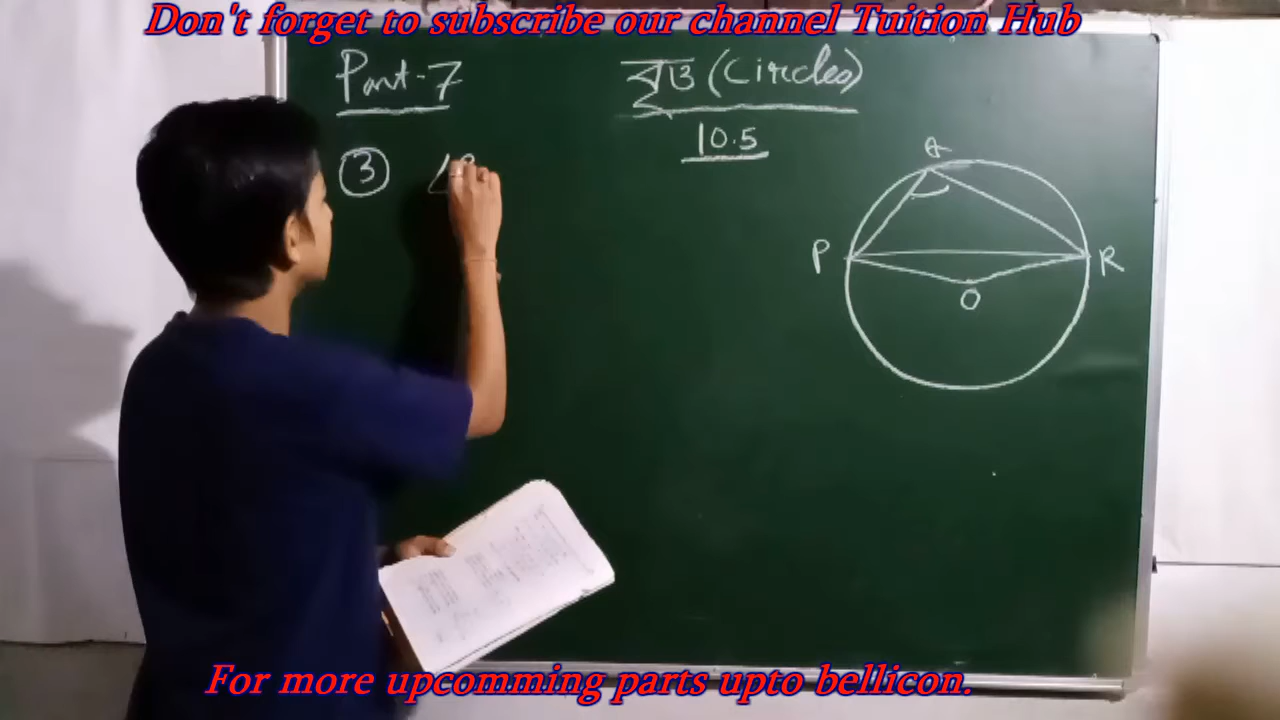 Don't forget to subscribe our channel Tuition Hub
Part-7
বৃত্ত (Circles)
10.5
3
P
R
O
For more upcomming parts upto bellicon.